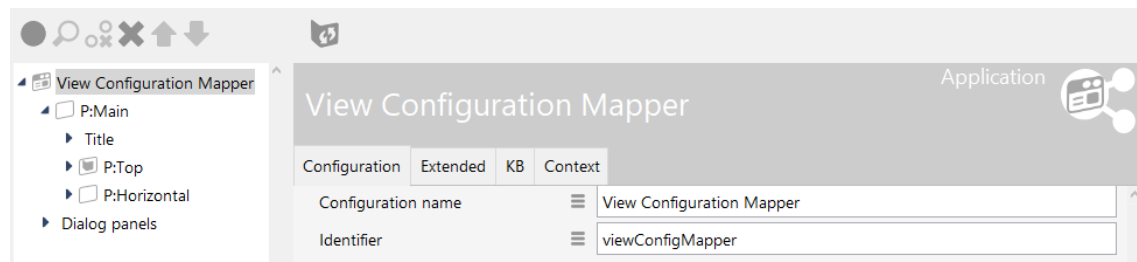 View Configuration Mapper
P:Main
Title
P:Top
P:Horizontal
Dialog panels
Application
View Configuration Mapper
Configuration Extended KB Context
Configuration name View Configuration Mapper
Identifier viewConfigMapper